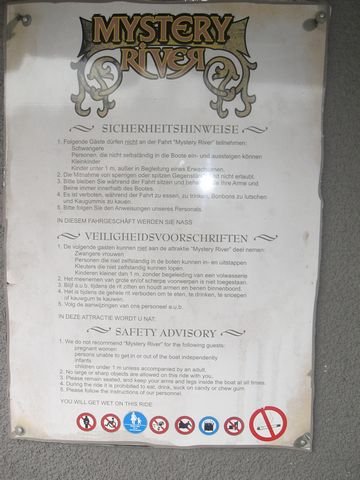 MYSTERY
RIVER
SICHERHEITSHINWEISE
1. Folgende Gäste dürfen nicht an der Fahrt "Mystery River" teilnehmen:
Schwangere
Personen, die nicht selbständig in die Boote ein- und aussteigen können
Kleinkinder
Kinder unter 1 m, außer in Begleitung eines Erwachsenen.
2. Die Mitnahme von sperrigen oder spitzen Gegenständen ist nicht erlaubt.
3. Bitte bleiben Sie während der Fahrt sitzen und Ihre Arme und
Beine immer innerhalb des Bootes.
4. Es ist verboten, während der Fahrt zu essen, zu trinken, Bonbons zu lutschen
und Kaugummis zu kauen.
5. Bitte folgen Sie den Anweisungen unseres Personals.
IN DIESEM FAHRGESCHÄFT WERDEN SIE NASS
VEILIGHEIDSVOORSCHRIFTEN
1. De volgende gasten kunnen niet aan de attraktie "Mystery River" deel nemen:
Zwangere vrouwen
Personen die niet zelfstandig in de boten kunnen in- en uitstappen
Kleuters die niet zelfstandig kunnen lopen
Kinderen kleiner dan 1 m, zonder begeleiding van een volwassene
2. Het meenemen van grote en/of scherpe voorwerpen is niet toegestaan.
3. Blijf a.u.b. tijdens de rit zitten en houdt armen en benen binnenboord.
4. Het is tijdens de gehele rit verboden om te eten, te drinken, te snoepen
of kauwgum te kauwen.
5. Volg de aanwijzingen van ons personeel a.u.b.
IN DEZE ATTRACTIE WORDT U NAT.
SAFETY ADVISORY
1. We do not recommend "Mystery River" for the following guests:
pregnant women
persons unable to get in or out of the boat independently
infants
children under 1 m unless accompanied by an adult.
2. No large or sharp objects are allowed on this ride with you.
3. Please remain seated, and keep your arms and legs inside the boat at all times.
4. During the ride it is prohibited to eat, drink, suck on candy or chew gum.
5. Please follow the instructions of our personnel.
YOU WILL GET WET ON THIS RIDE